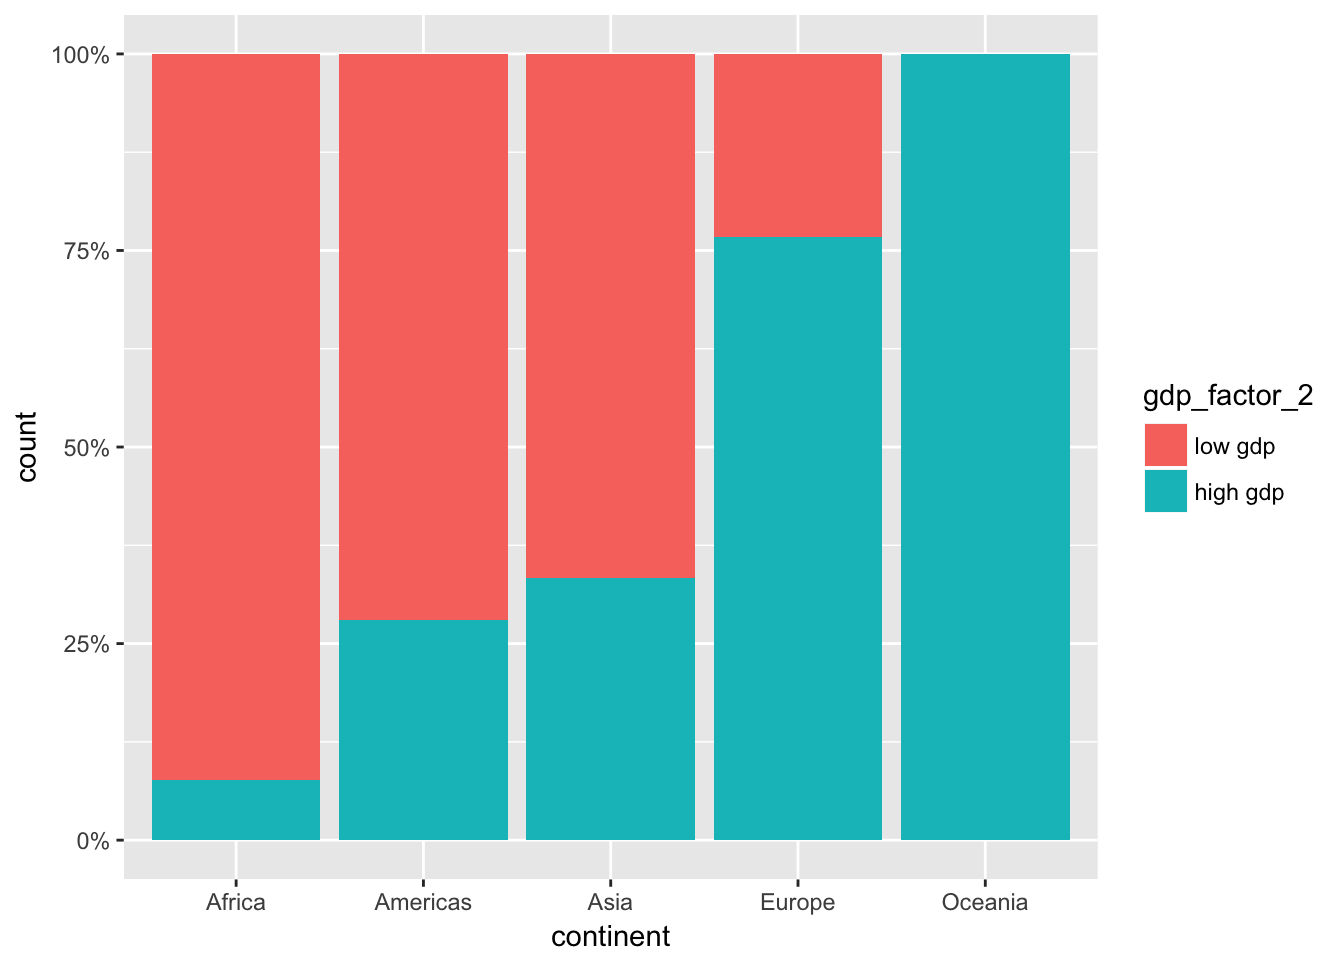 100%
75%
50%
25%
0%
count
Africa
Americas
Asia
Europe
Oceania
continent
gdp_factor_2
low gdp
high gdp